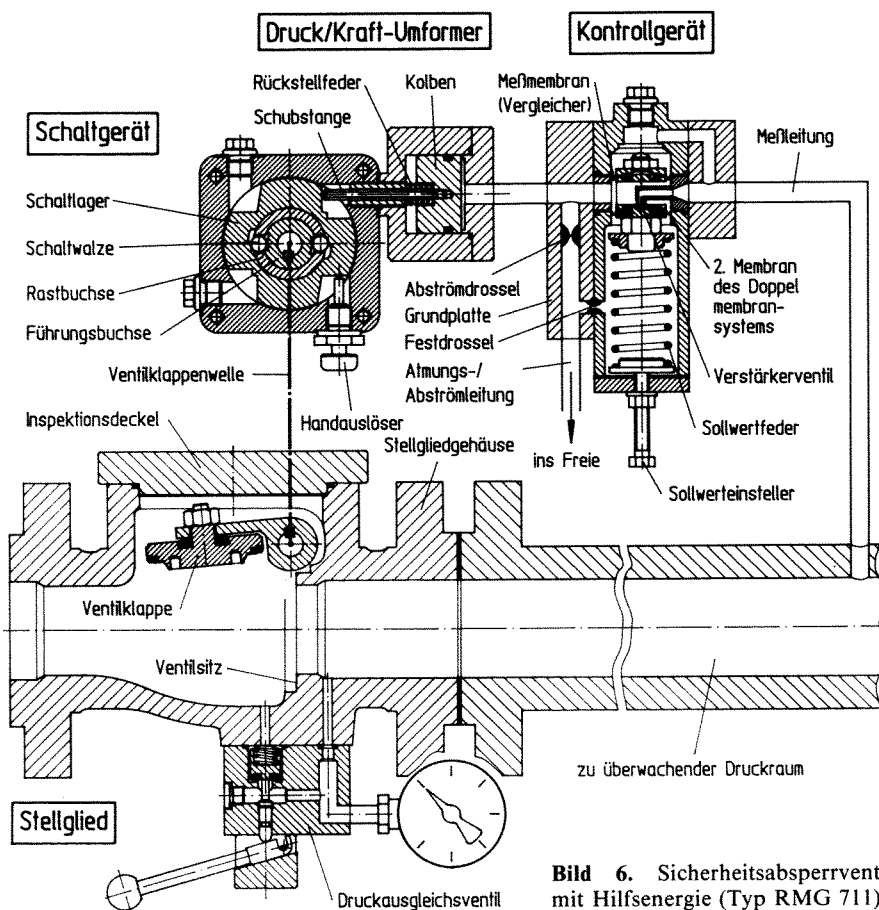 Druck/Kraft-Umformer
Kontrollgerät
Rückstellfeder
Kolben
Meßmembran
(Vergleicher)
Schubstange
Schaltgerät
Meßleitung
Schaltlager
Schaltwalze
Rastbuchse
Führungsbuchse
Abströmdrossel
Grundplatte
Festdrossel
Atmungs-/
Abströmleitung
2. Membran
des Doppel
membran-
systems
Ventilklappenwelle
Verstärkerventil
Inspektionsdeckel
Handauslöser
Stellgliedgehäuse
Sollwertfeder
ins Freie
Sollwerteinsteller
Ventilklappe
Ventilsitz
zu überwachender Druckraum
Stellglied
Druckausgleichsventil
Bild 6. Sicherheitsabsperrvent
mit Hilfsenergie (Typ RMG 711)